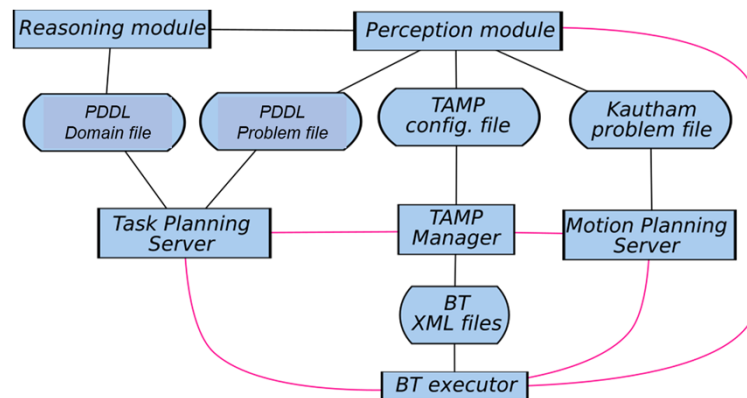 Reasoning module
Perception module
PDDL
Domain file
PDDL
Problem file
TAMP
config. file
Kautham
problem file
Task Planning
Server
TAMP
Manager
Motion Planning
Server
BT
XML files
BT executor